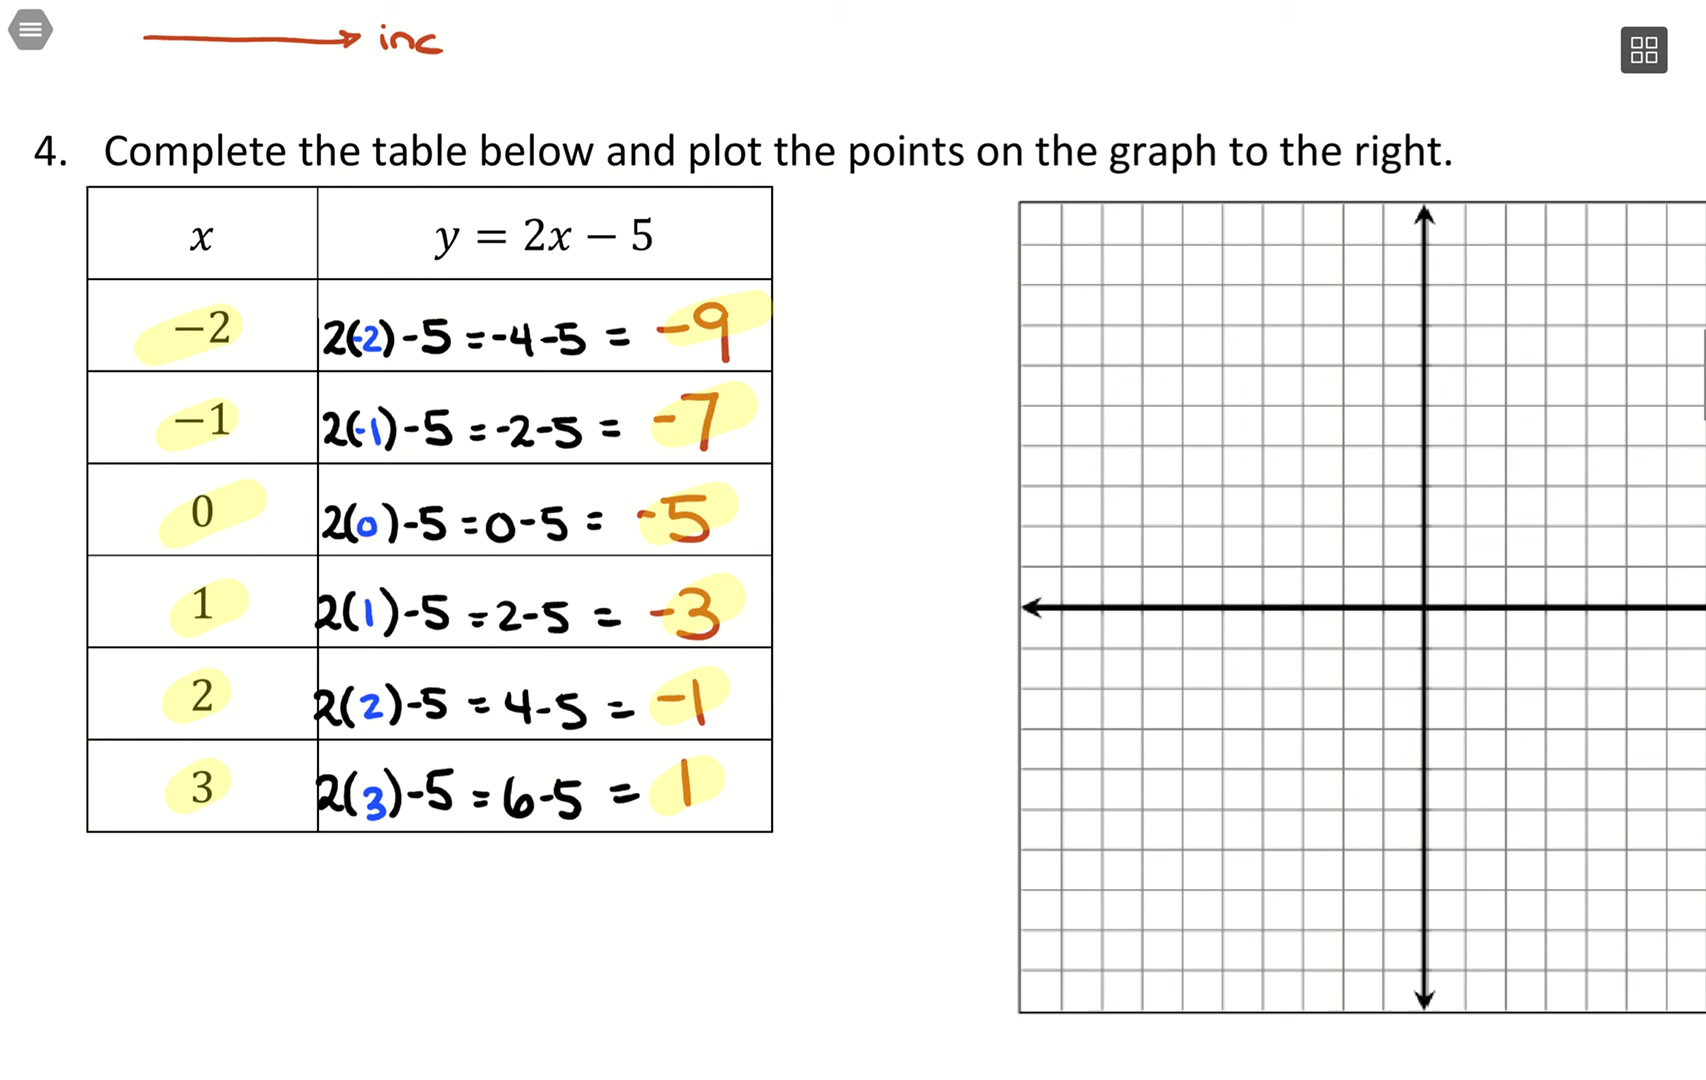 inc
4. Complete the table below and plot the points on the graph to the right.
x y = 2x − 5
−2 2(-2)-5 = -4-5 = -9
−1 2(-1)-5 = -2-5 = -7
0 2(0)-5 = 0-5 = -5
1 2(1)-5 = 2-5 = -3
2 2(2)-5 = 4-5 = -1
3 2(3)-5 = 6-5 = 1